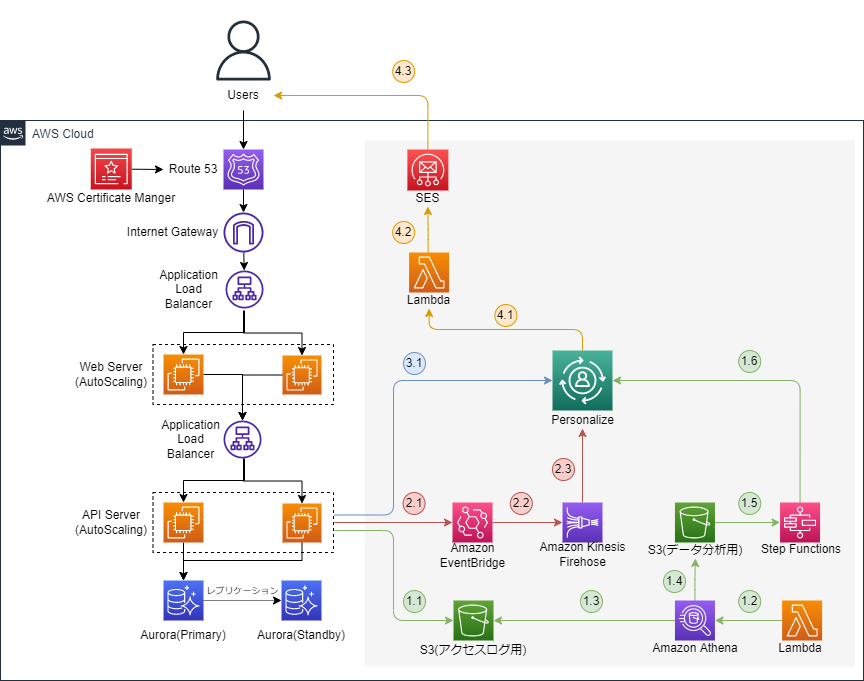 4.3
Users
aws
AWS Cloud
Route 53
53
AWS Certificate Manger
SES
Internet Gateway
4.2
Application
Load
Balancer
Lambda
4.1
Web Server
(AutoScaling)
3.1
1.6
Personalize
Application
Load
Balancer
2.3
API Server
(AutoScaling)
2.1
2.2
1.5
Amazon
EventBridge
Amazon Kinesis
Firehose
S3(データ分析用)
Step Functions
レプリケーション
1.4
1.1
1.3
1.2
Aurora(Primary)
Aurora(Standby)
S3(アクセスログ用)
Amazon Athena
Lambda